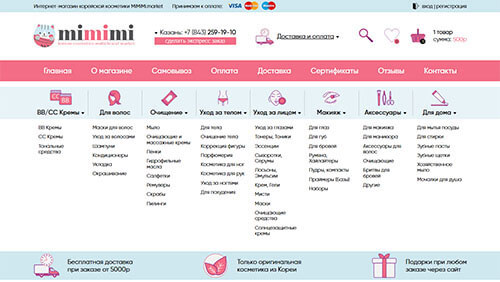 Интернет магазин корейской косметики MiMiMi.market Принимаем к оплате: VISA вход | регистрация
mimimi
Казань: +7 (843) 259-19-10
сделать экспресс заказ
Доставка и оплата
1 товар
сумма: 500р
Главная О магазине Самовывоз Оплата Доставка Сертификаты Отзывы Контакты
BB BB
BB/CC Кремы Для волос Очищение Уход за телом Уход за лицом Макияж Аксессуары Для дома
BB Кремы
CC Кремы
Тональные средства
Маски для волос
Уход за волосами
Шампуни
Кондиционеры
Укладка
Окрашивание
Мыло
Очищающие и массажные кремы
Пенки
Гидрофильные масла
Салфетки
Ремуверы
Скрабы
Пилинги
Для тела
Очищение тела
Коррекция фигуры
Парфюмерия
Косметика для ног
Косметика для рук
Уход за ногтями
Для похудения
Уход за глазами
Тонеры, Тоники
Эссенции
Сыворотки, Серумы
Лосьоны, Эмульсии
Крем, Гели
Мисты
Маски
Очищающие средства
Солнцезащитные кремы
Для глаз
Для губ
Для бровей
Румяна, Хайлайтеры
Пудры, компакты
Праймеры (Базы)
Наборы
Для макияжа
Для маникюра
Аксессуары для волос
Очищающие
Бритвы для бровей
Другие
Для мытья посуды
Для стирки
Зубные пасты
Зубные щетки
Хозяйственное мыло
Мочалки для душа
Бесплатная доставка
при заказе от 5000р
Только оригинальная
косметика из Кореи
Подарки при любом
заказе через сайт